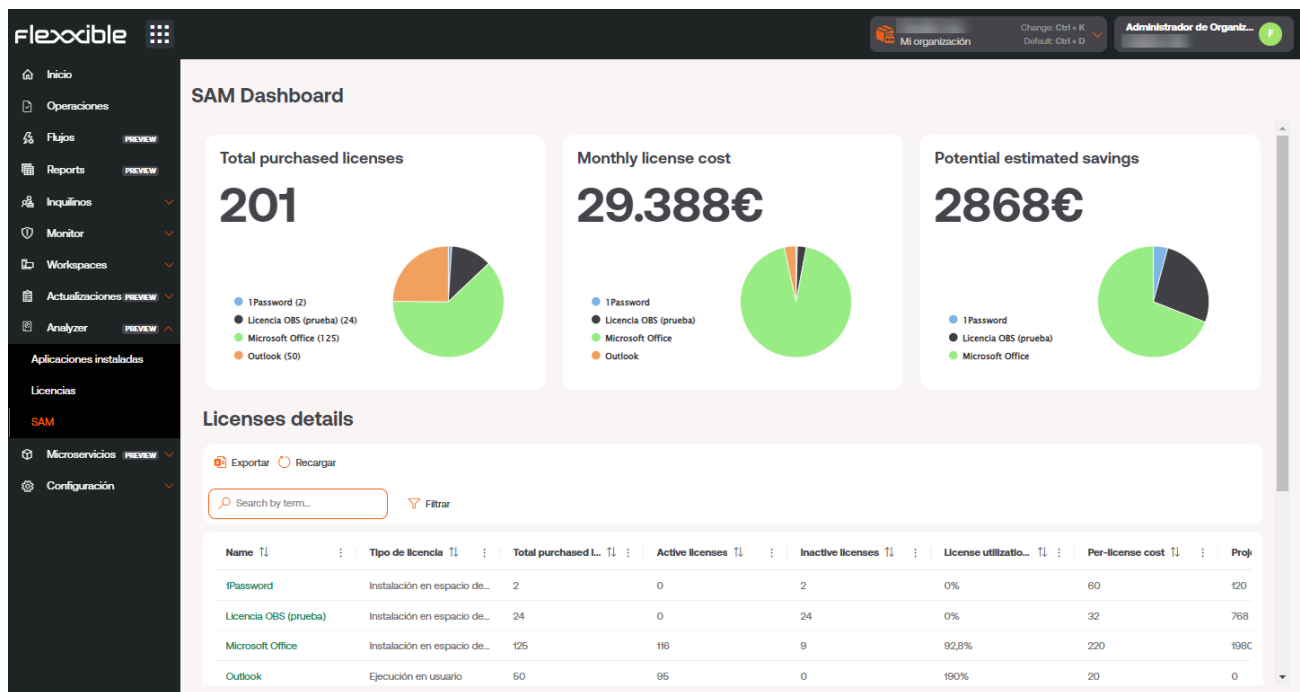 Flexxible
Mi organización
Change: Ctrl + K
Default: Ctrl + D
Administrador de Organiz...
F
Inicio
Operaciones
Flujos PREVIEW
Reports PREVIEW
Inquilinos
Monitor
Workspaces
Actualizaciones PREVIEW
Analyzer PREVIEW
Aplicaciones instaladas
Licencias
SAM
Microservicios PREVIEW
Configuración
SAM Dashboard
Total purchased licenses
201
1Password (2)
Licencia OBS (prueba) (24)
Microsoft Office (125)
Outlook (50)
Monthly license cost
29.388€
1Password
Licencia OBS (prueba)
Microsoft Office
Outlook
Potential estimated savings
2868€
1Password
Licencia OBS (prueba)
Microsoft Office
Licenses details
Exportar Recargar
Search by term... Filtrar
Name Tipo de licencia Total purchased l... Active licenses Inactive licenses License utilizatio... Per-license cost Proj
1Password Instalación en espacio de... 2 0 2 0% 60 120
Licencia OBS (prueba) Instalación en espacio de... 24 0 24 0% 32 768
Microsoft Office Instalación en espacio de... 125 116 9 92,8% 220 1980
Outlook Ejecución en usuario 50 95 0 190% 20 0